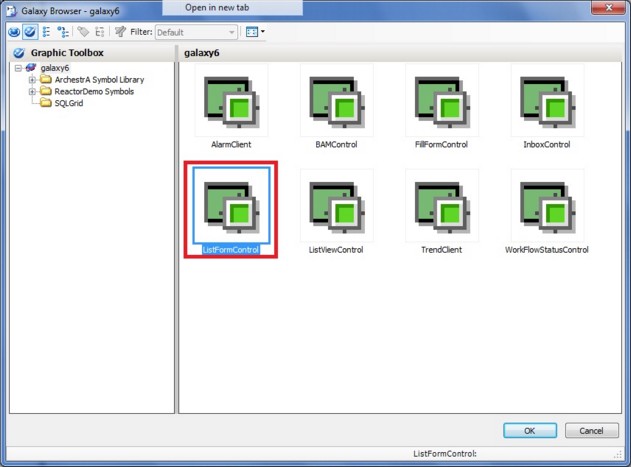 Galaxy Browser - galaxy6
Open in new tab
Filter: Default
Graphic Toolbox
galaxy6
galaxy6
ArchestrA Symbol Library
ReactorDemo Symbols
SQLGrid
AlarmClient
BAMControl
FillFormControl
InboxControl
ListFormControl
ListViewControl
TrendClient
WorkFlowStatusControl
OK
Cancel
ListFormControl: